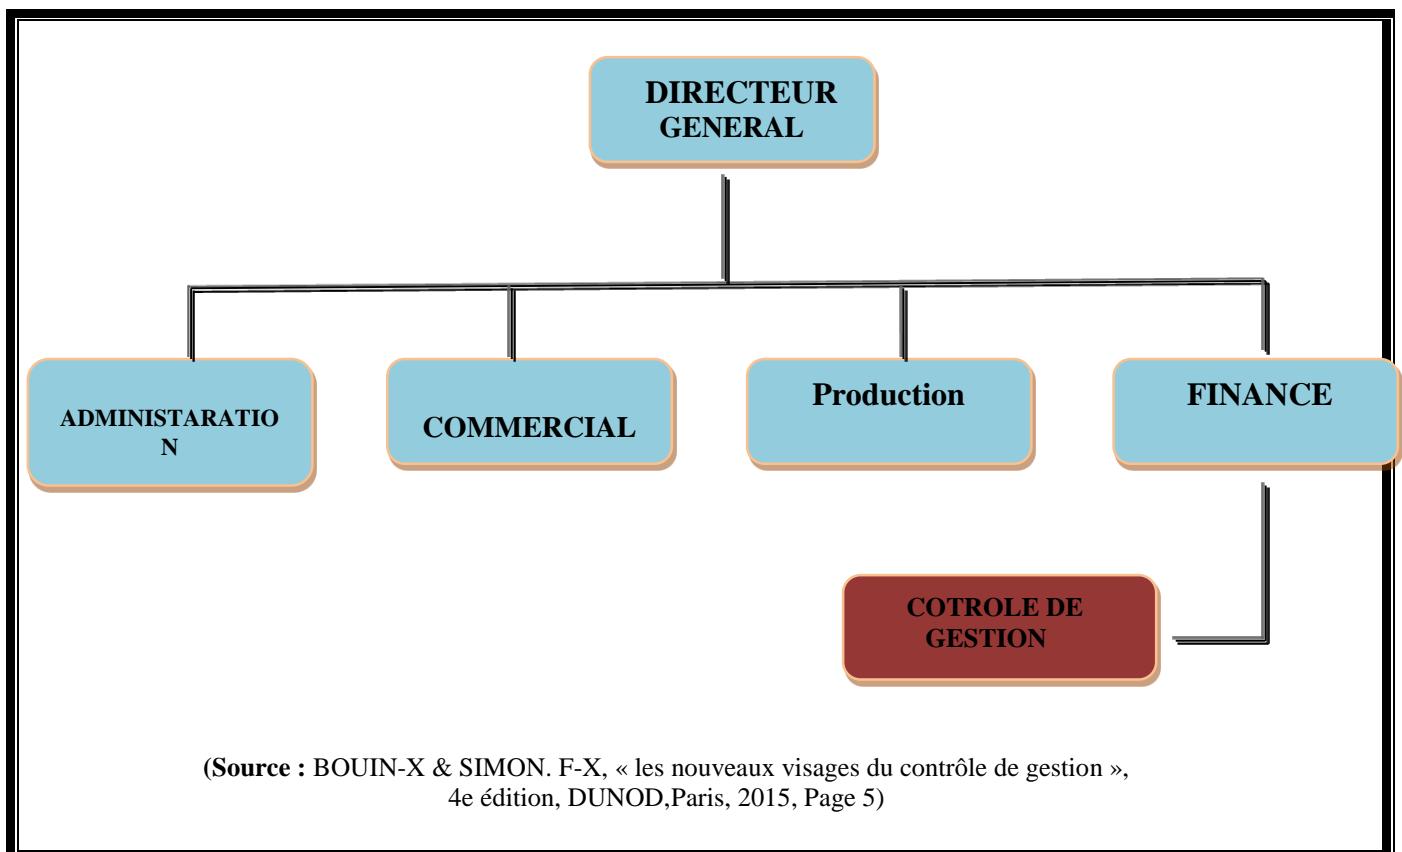 DIRECTEUR
GENERAL
ADMINISTARATIO
N
COMMERCIAL
Production
FINANCE
COTROLE DE
GESTION
(Source : BOUIN-X & SIMON. F-X, « les nouveaux visages du contrôle de gestion »,
4e édition, DUNOD,Paris, 2015, Page 5)